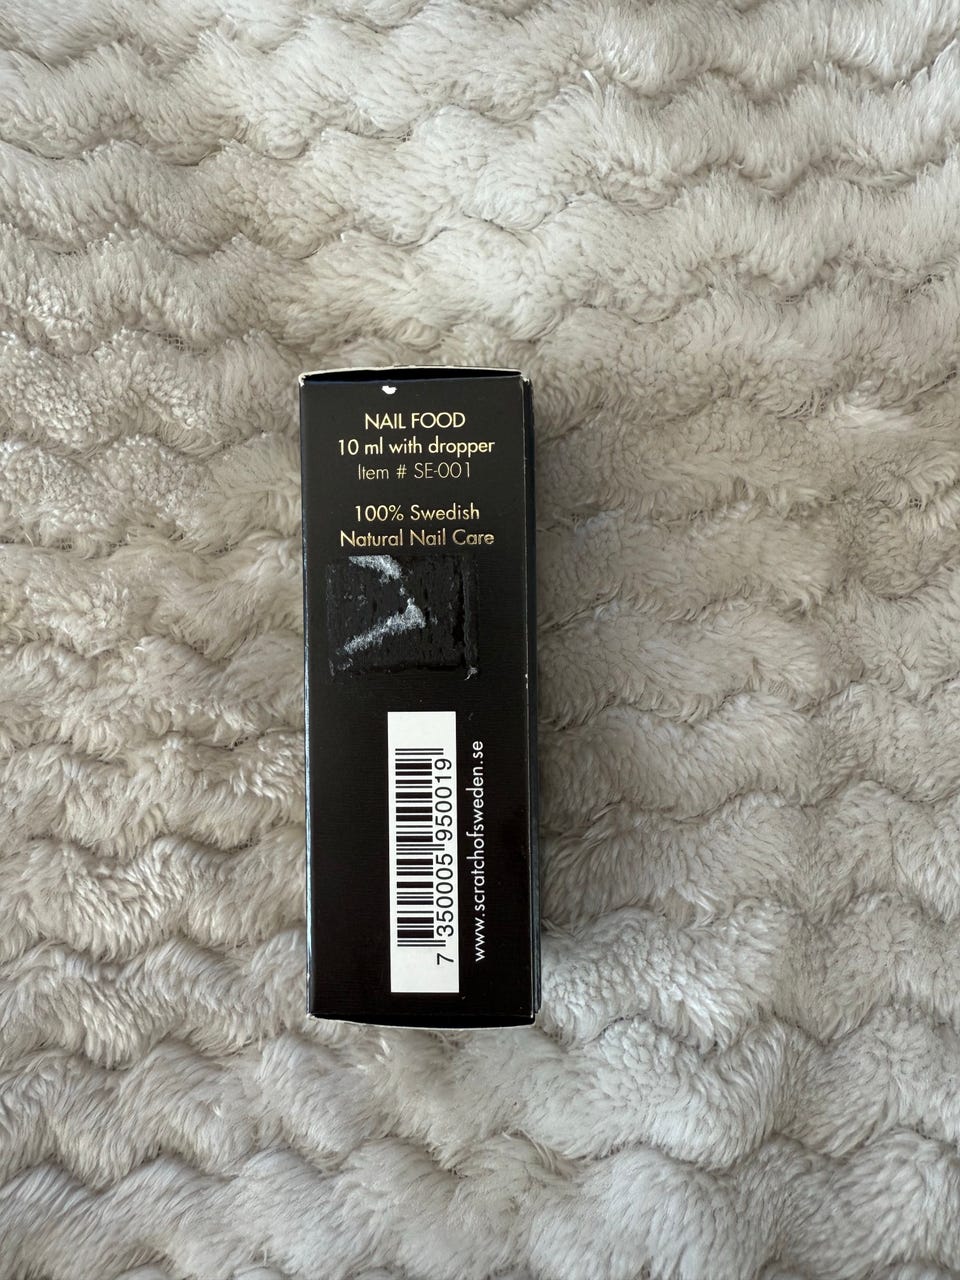 NAIL FOOD
10 ml with dropper
Item # SE-001
100% Swedish
Natural Nail Care
7 350005 950019
www.scratchofsweden.se